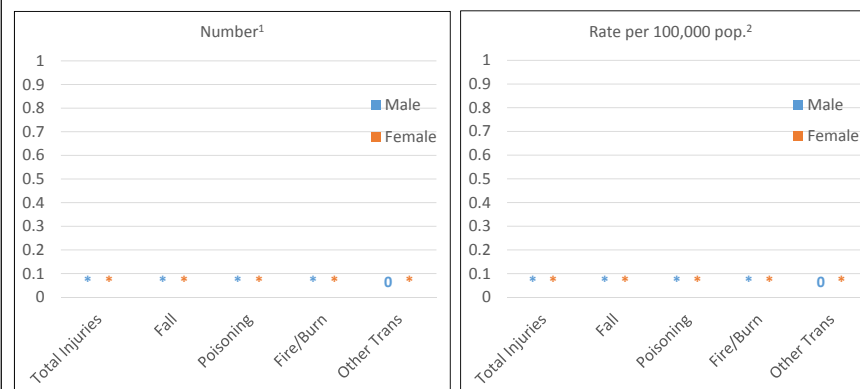 Number¹
1
0.9
0.8
0.7
0.6
0.5
0.4
0.3
0.2
0.1
0
Male
Female
* * * * * * * * 0 *
Total Injuries
Fall
Poisoning
Fire/Burn
Other Trans
Rate per 100,000 pop.²
1
0.9
0.8
0.7
0.6
0.5
0.4
0.3
0.2
0.1
0
Male
Female
* * * * * * * * 0 *
Total Injuries
Fall
Poisoning
Fire/Burn
Other Trans